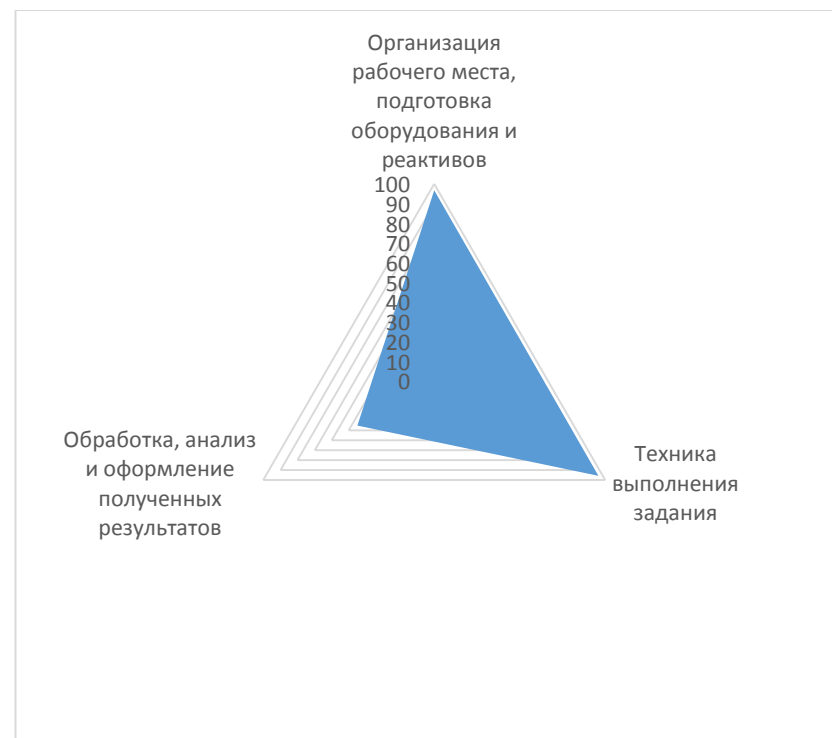 Организация
рабочего места,
подготовка
оборудования и
реактивов
100
90
80
70
60
50
40
30
20
10
0
Обработка, анализ
и оформление
полученных
результатов
Техника
выполнения
задания